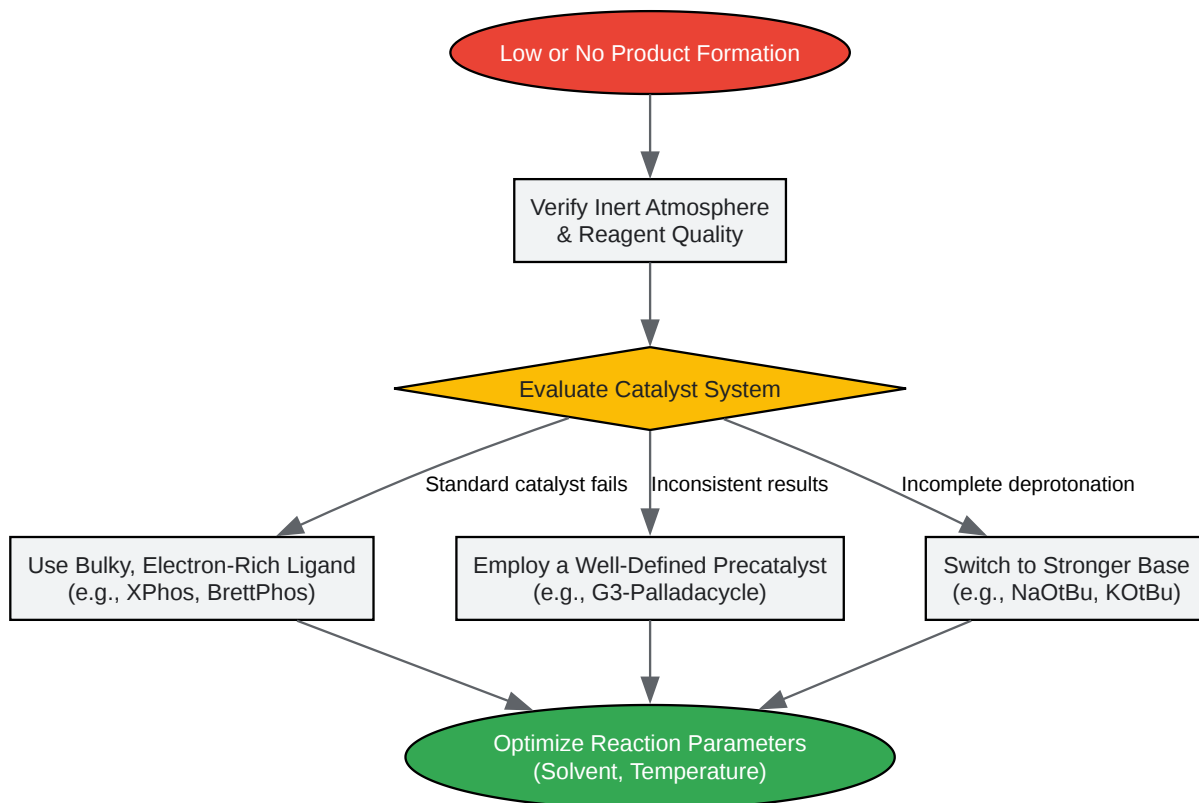 Low or No Product Formation
Verify Inert Atmosphere
& Reagent Quality
Evaluate Catalyst System
Standard catalyst fails
Inconsistent results
Incomplete deprotonation
Use Bulky, Electron-Rich Ligand
(e.g., XPhos, BrettPhos)
Employ a Well-Defined Precatalyst
(e.g., G3-Palladacycle)
Switch to Stronger Base
(e.g., NaOtBu, KOtBu)
Optimize Reaction Parameters
(Solvent, Temperature)